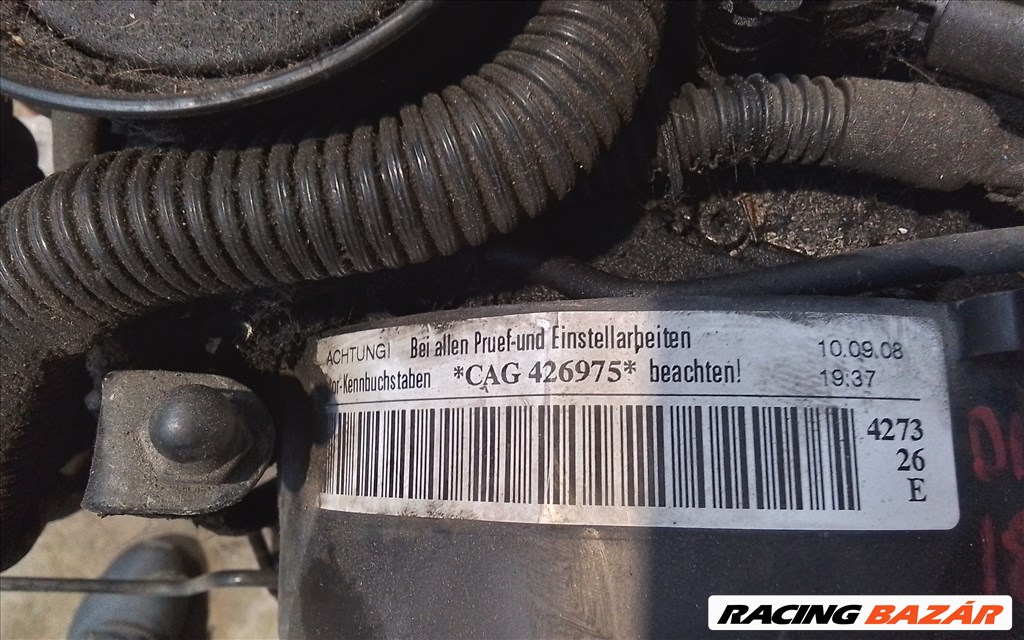 ACHTUNG! Bei allen Pruef-und Einstellarbeiten
tor-Kennbuchstaben *CAG 426975* beachten!
10.09.08
19:37
4273
26
E
RACING BAZÁR